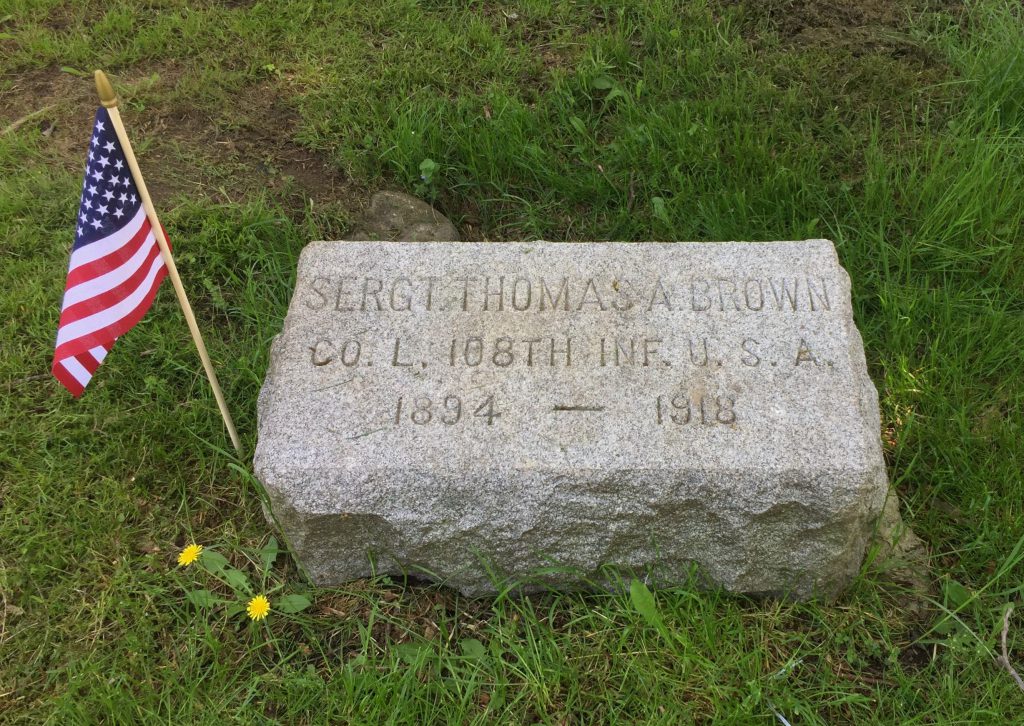 SERGT. THOMAS A. BROWN
CO. L, 108TH INF. U. S. A.
1894 — 1918